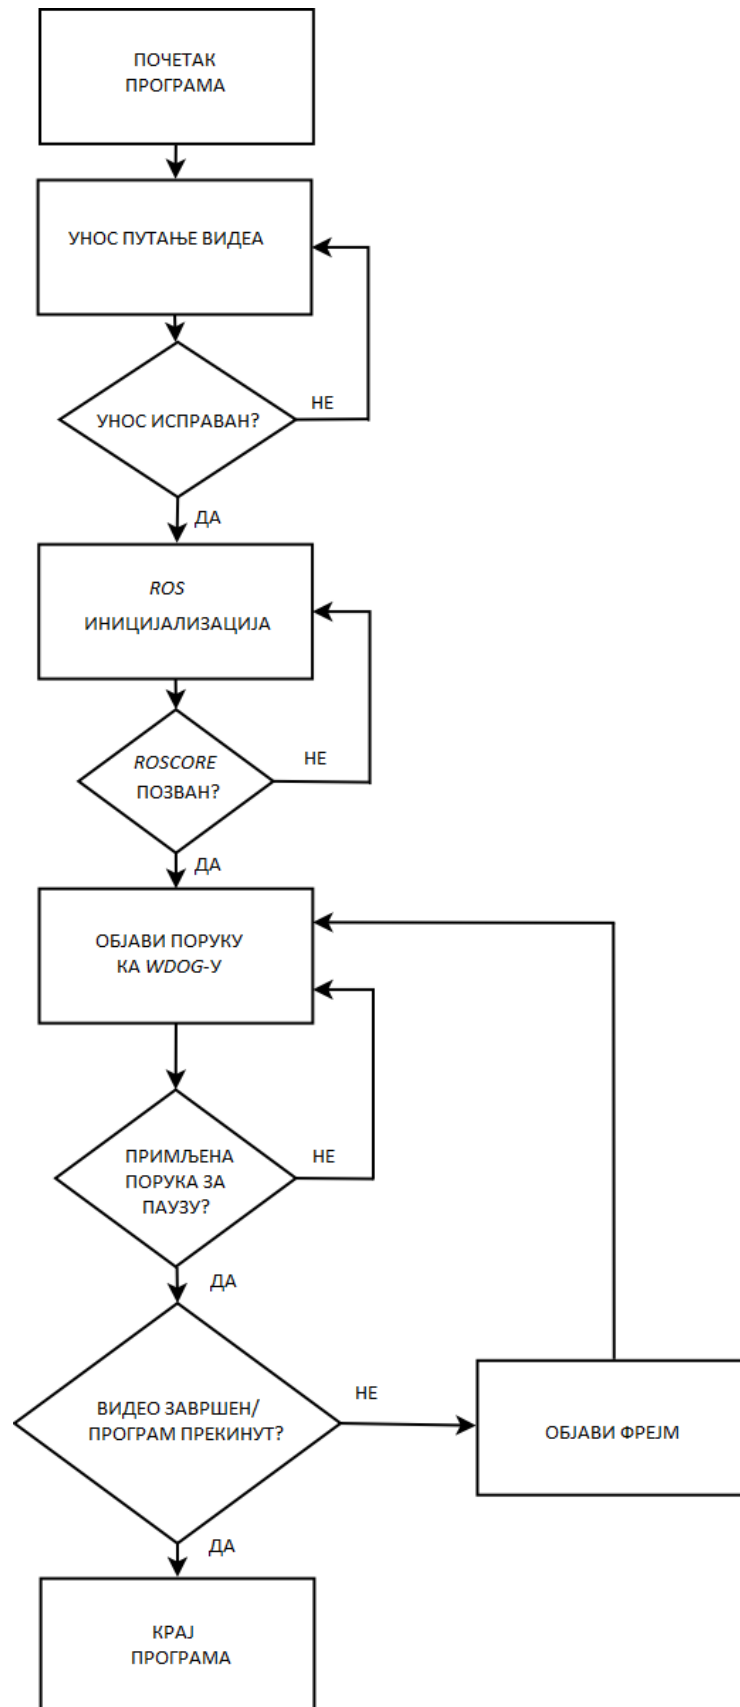 ПОЧЕТАК
ПРОГРАМА
УНОС ПУТАЊЕ ВИДЕА
УНОС ИСПРАВАН?
НЕ
ДА
ROS
ИНИЦИЈАЛИЗАЦИЈА
ROSCORE
ПОЗВАН?
НЕ
ДА
ОБЈАВИ ПОРУКУ
КА WDOG-У
ПРИМЉЕНА
ПОРУКА ЗА
ПАУЗУ?
НЕ
ДА
ВИДЕО ЗАВРШЕН/
ПРОГРАМ ПРЕКИНУТ?
НЕ
ОБЈАВИ ФРЕЈМ
ДА
КРАЈ
ПРОГРАМА